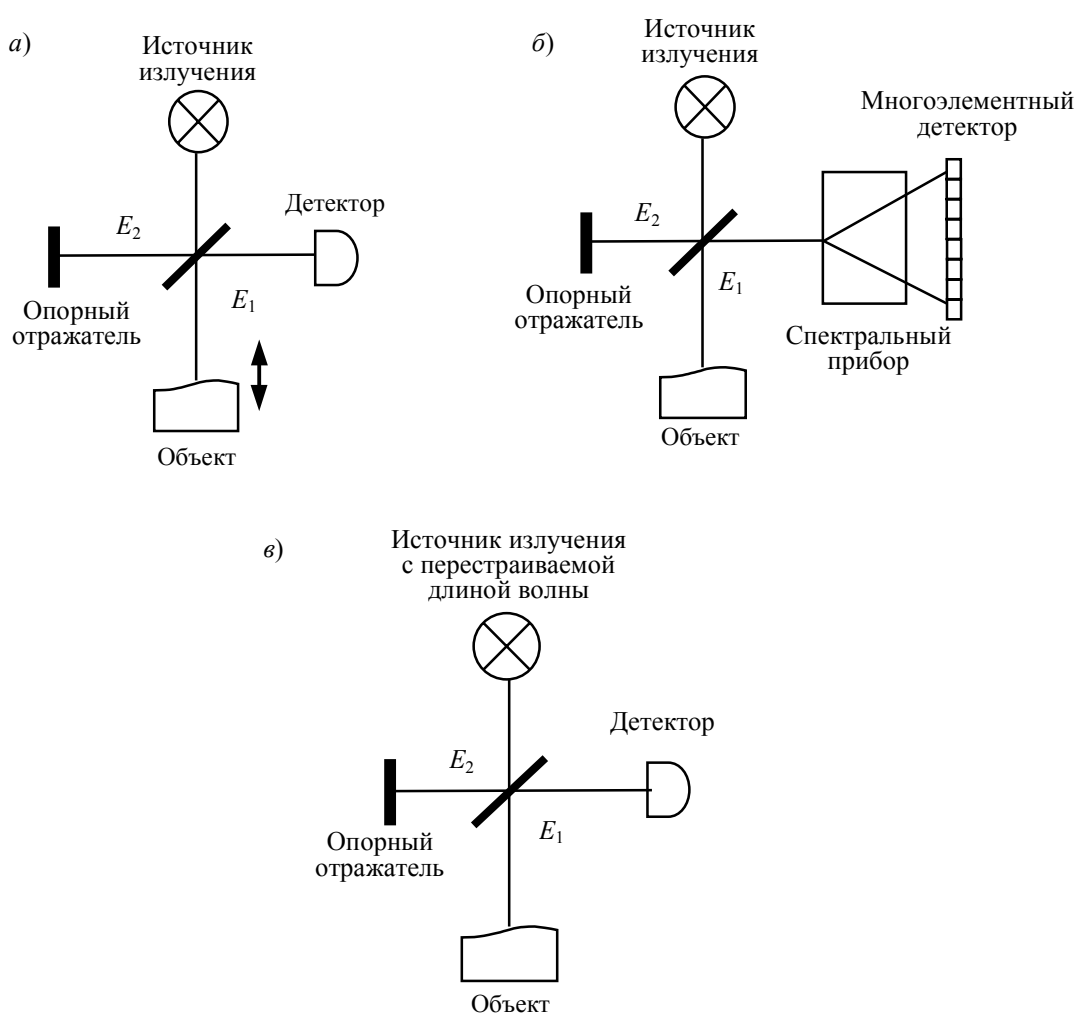 а)
Источник
излучения
E2
Детектор
E1
Опорный
отражатель
Объект
б)
Источник
излучения
Многоэлементный
детектор
E2
E1
Опорный
отражатель
Спектральный
прибор
Объект
в)
Источник излучения
с перестраиваемой
длиной волны
Детектор
E2
E1
Опорный
отражатель
Объект